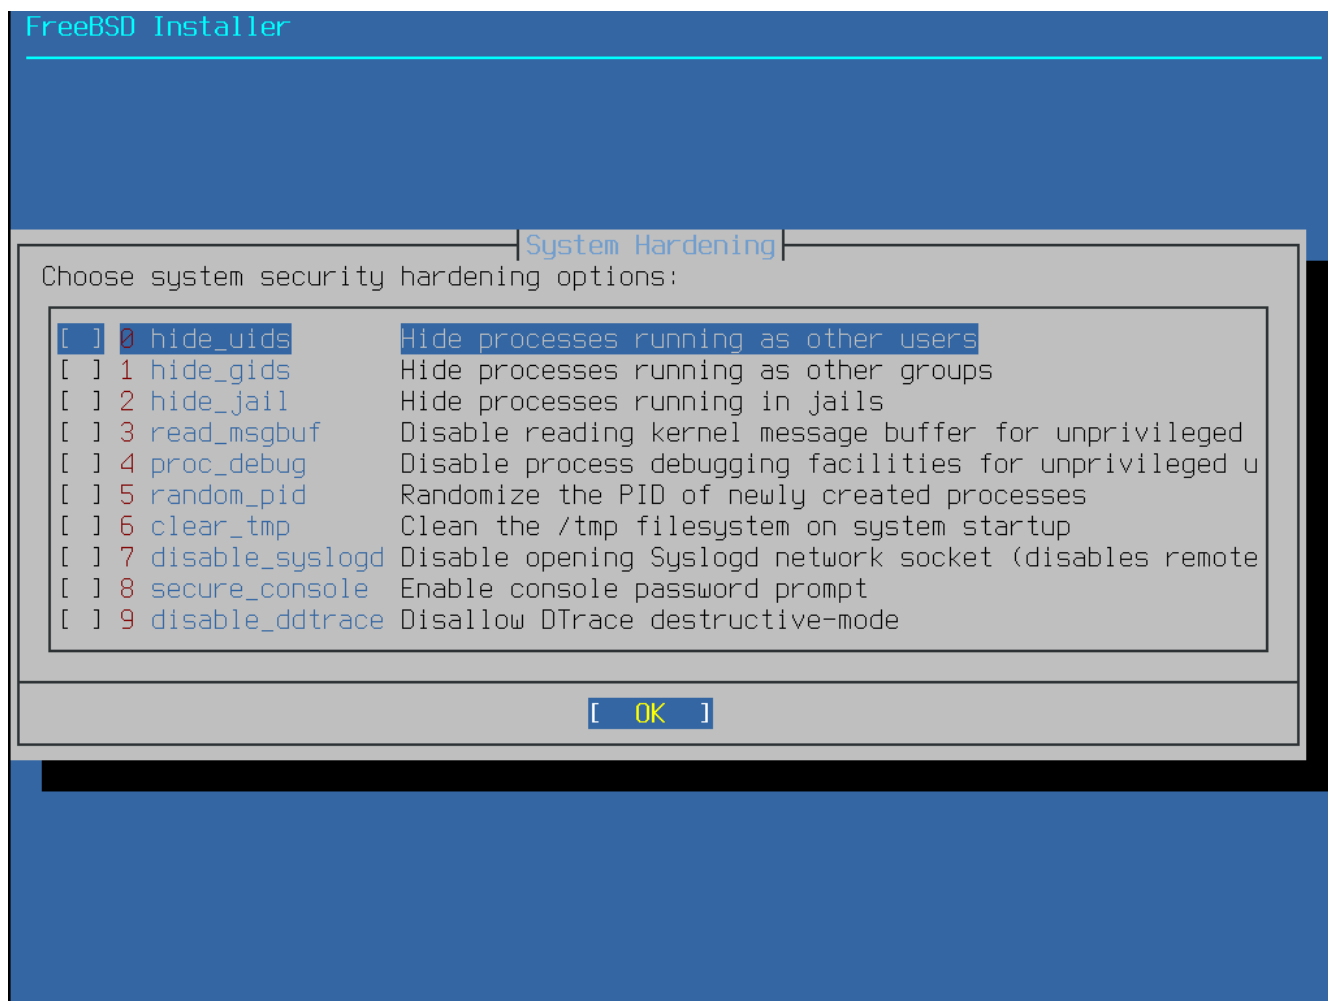 FreeBSD Installer
System Hardening
Choose system security hardening options:
[ ] 0 hide_uids Hide processes running as other users
[ ] 1 hide_gids Hide processes running as other groups
[ ] 2 hide_jail Hide processes running in jails
[ ] 3 read_msgbuf Disable reading kernel message buffer for unprivileged
[ ] 4 proc_debug Disable process debugging facilities for unprivileged u
[ ] 5 random_pid Randomize the PID of newly created processes
[ ] 6 clear_tmp Clean the /tmp filesystem on system startup
[ ] 7 disable_syslogd Disable opening Syslogd network socket (disables remote
[ ] 8 secure_console Enable console password prompt
[ ] 9 disable_ddtrace Disallow DTrace destructive-mode
[ OK ]